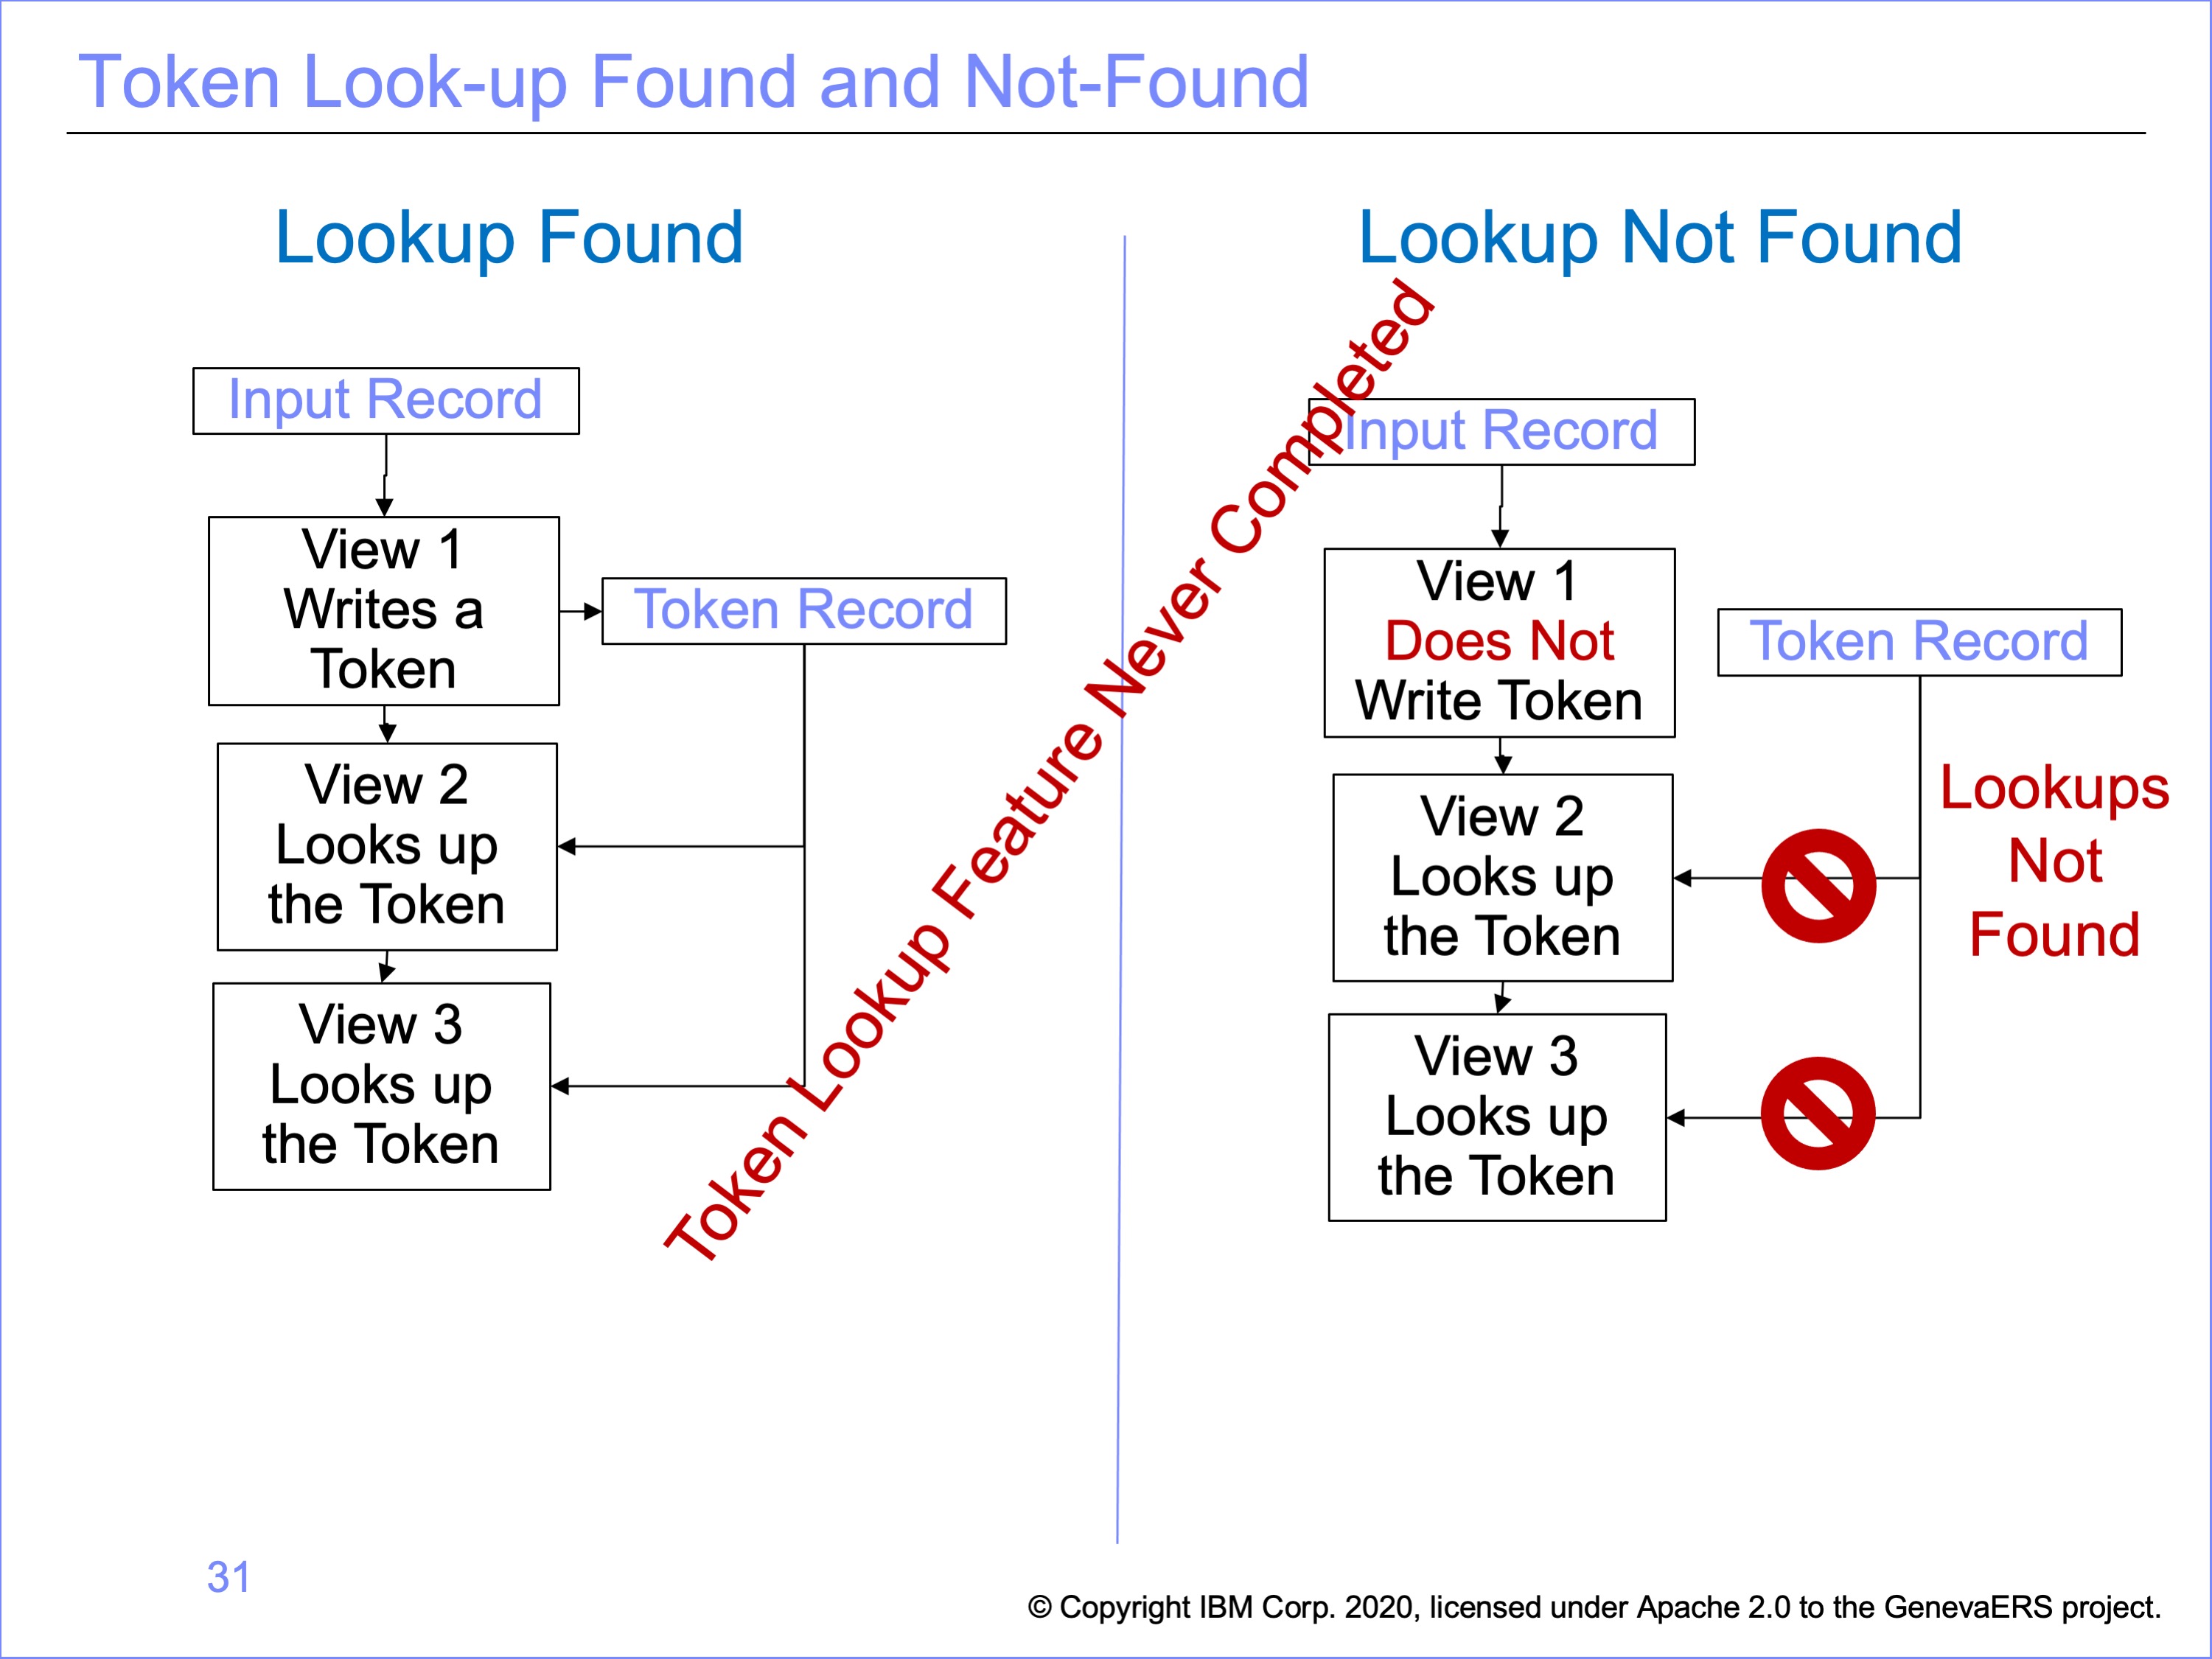 Token Look-up Found and Not-Found
Lookup Found
Input Record
View 1
Writes a
Token
Token Record
View 2
Looks up
the Token
View 3
Looks up
the Token
Token Lookup Feature Never Completed
Lookup Not Found
Input Record
View 1
Does Not
Write Token
Token Record
View 2
Looks up
the Token
Lookups
Not
Found
View 3
Looks up
the Token
31
© Copyright IBM Corp. 2020, licensed under Apache 2.0 to the GenevaERS project.